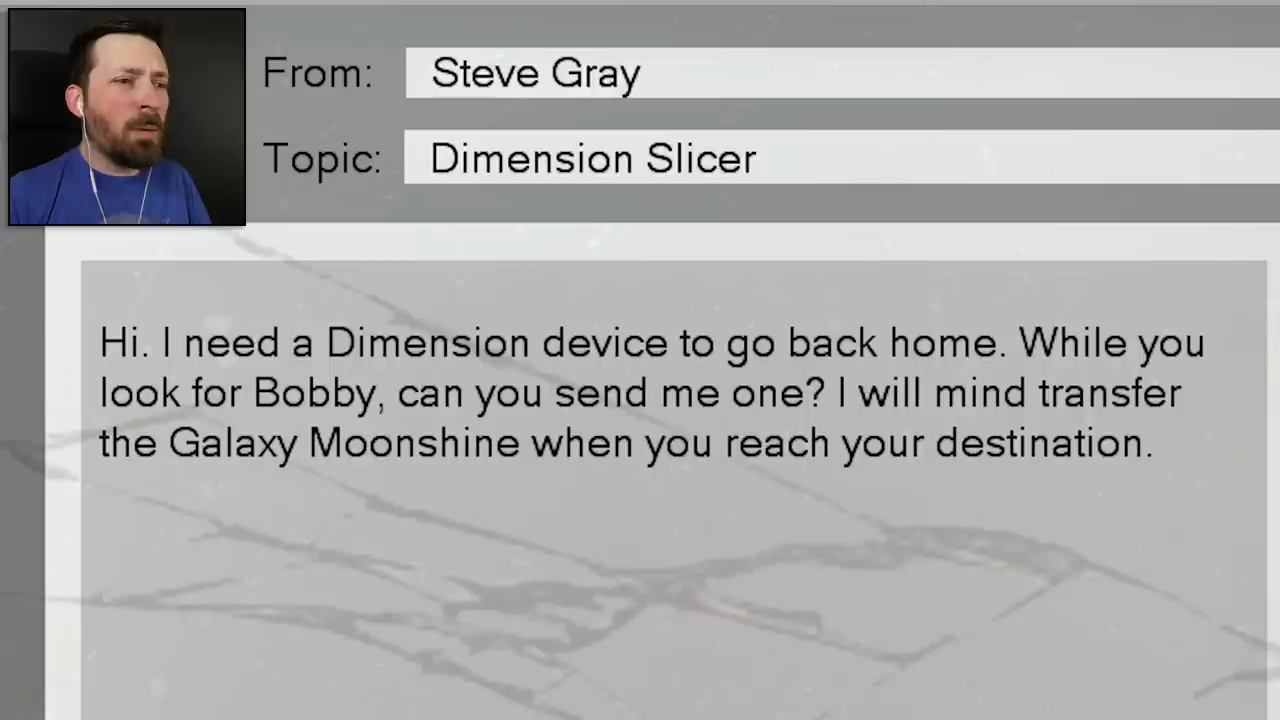 From: Steve Gray
Topic: Dimension Slicer
Hi. I need a Dimension device to go back home. While you
look for Bobby, can you send me one? I will mind transfer
the Galaxy Moonshine when you reach your destination.